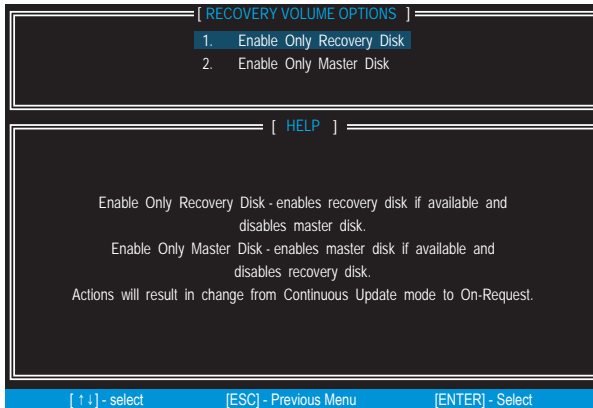 [ RECOVERY VOLUME OPTIONS ]
1. Enable Only Recovery Disk
2. Enable Only Master Disk
[ HELP ]
Enable Only Recovery Disk - enables recovery disk if available and
disables master disk.
Enable Only Master Disk - enables master disk if available and
disables recovery disk.
Actions will result in change from Continuous Update mode to On-Request.
[ ↑↓] - select [ESC] - Previous Menu [ENTER] - Select